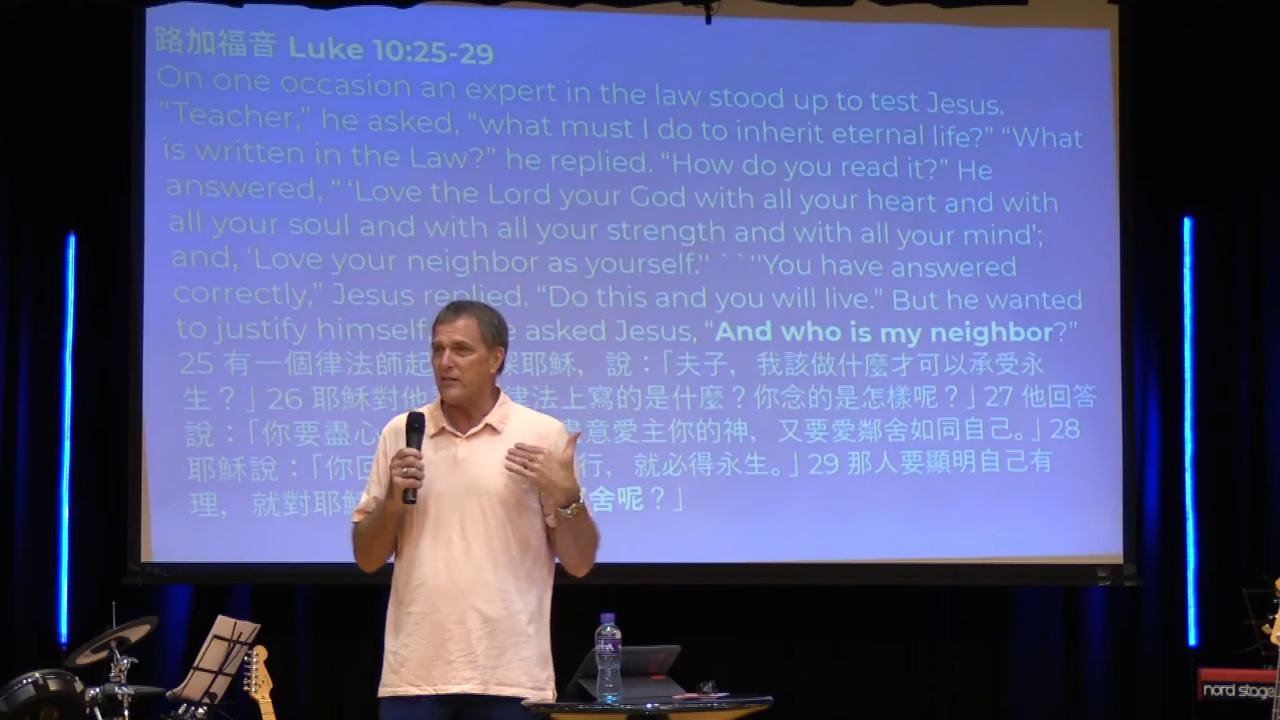 路加福音 Luke 10:25-29
On one occasion an expert in the law stood up to test Jesus.
“Teacher,” he asked, “what must I do to inherit eternal life?” “What
is written in the Law?” he replied. “How do you read it?” He
answered, “ ‘Love the Lord your God with all your heart and with
all your soul and with all your strength and with all your mind’;
and, ‘Love your neighbor as yourself.'' ` ` ''You have answered
correctly,” Jesus replied. “Do this and you will live.” But he wanted
to justify himself asked Jesus, “And who is my neighbor?”
25 有一個律法師起 耶穌，說：「夫子，我該做什麼才可以承受永
生？」26 耶穌對他 律法上寫的是什麼？你念的是怎樣呢？」27 他回答
說：「你要盡心 意愛主你的神，又要愛鄰舍如同自己。」28
耶穌說：「你 行，就必得永生。」29 那人要顯明自己有
理，就對耶 舍呢？」
nord stage